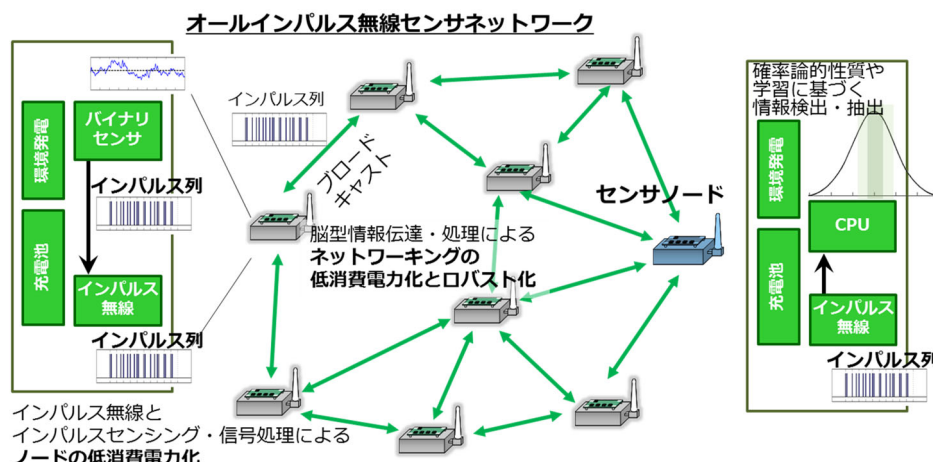 オールインパルス無線センサネットワーク
環境発電
バイナリ
センサ
インパルス列
充電池
インパルス
無線
インパルス列
インパルス無線と
インパルスセンシング・信号処理による
ノードの低消費電力化
インパルス列
ブロード
キャスト
脳型情報伝達・処理による
ネットワーキングの
低消費電力化とロバスト化
センサノード
確率論的性質や
学習に基づく
情報検出・抽出
環境発電
CPU
充電池
インパルス
無線
インパルス列